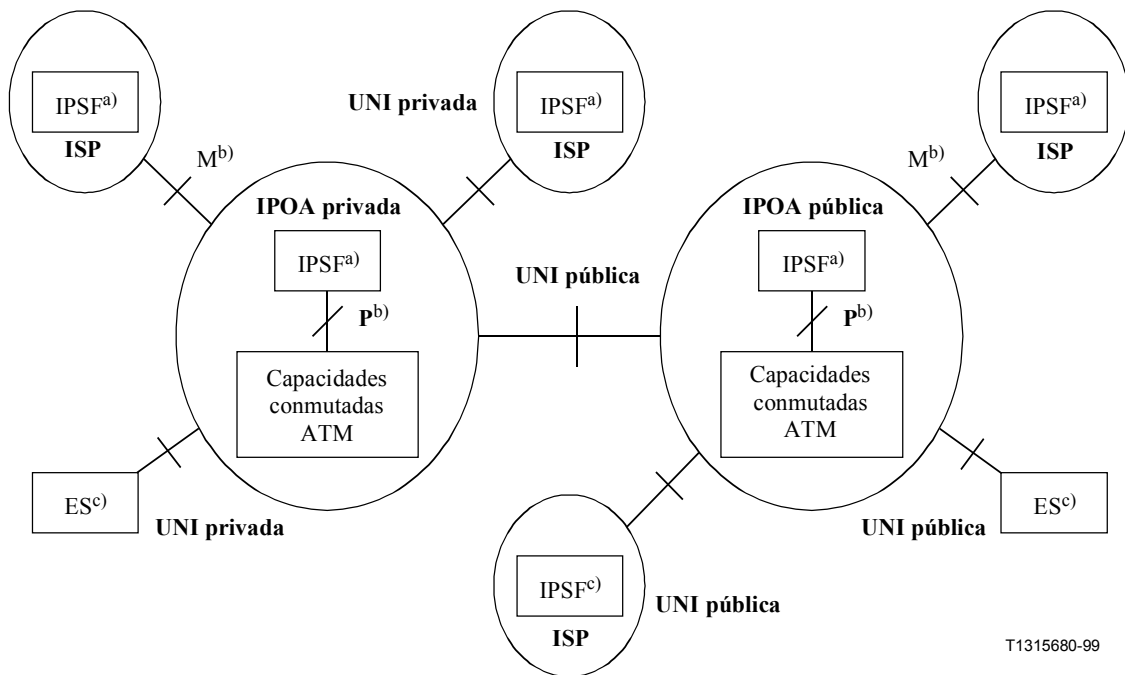 IPSFa)
ISP
UNI privada
IPSFa)
ISP
IPSFa)
ISP
Mb)
Mb)
IPOA privada
IPSFa)
Pb)
Capacidades
conmutadas
ATM
UNI pública
IPOA pública
IPSFa)
Pb)
Capacidades
conmutadas
ATM
ESc)
UNI privada
ESc)
UNI pública
IPSFc)
ISP
UNI pública
T1315680-99